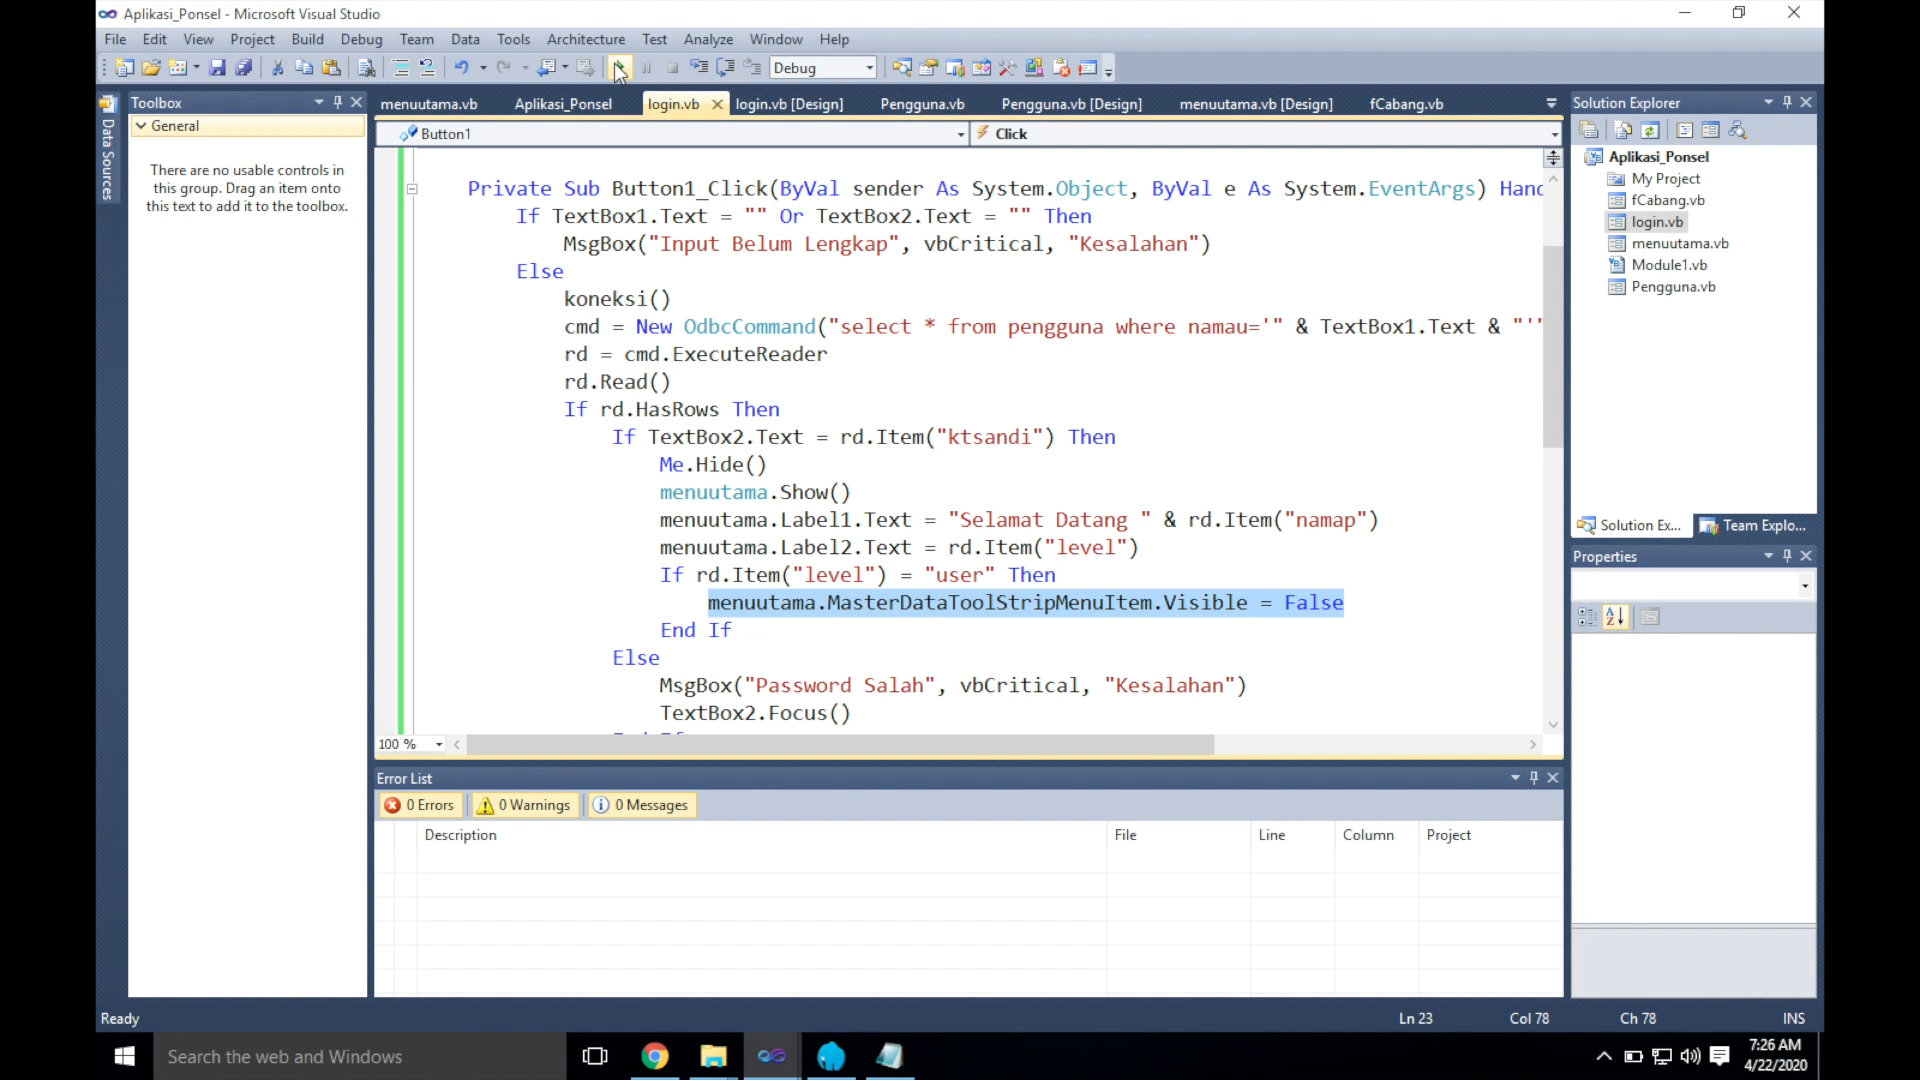 Aplikasi_Ponsel - Microsoft Visual Studio
File Edit View Project Build Debug Team Data Tools Architecture Test Analyze Window Help
Debug
Data Sources
Toolbox
General
There are no usable controls in
this group. Drag an item onto
this text to add it to the toolbox.
menuutama.vb Aplikasi_Ponsel login.vb login.vb [Design] Pengguna.vb Pengguna.vb [Design] menuutama.vb [Design] fCabang.vb
Button1 Click
Private Sub Button1_Click(ByVal sender As System.Object, ByVal e As System.EventArgs) Hand
If TextBox1.Text = "" Or TextBox2.Text = "" Then
MsgBox("Input Belum Lengkap", vbCritical, "Kesalahan")
Else
koneksi()
cmd = New OdbcCommand("select * from pengguna where namau='" & TextBox1.Text & "'"
rd = cmd.ExecuteReader
rd.Read()
If rd.HasRows Then
If TextBox2.Text = rd.Item("ktsandi") Then
Me.Hide()
menuutama.Show()
menuutama.Label1.Text = "Selamat Datang " & rd.Item("namap")
menuutama.Label2.Text = rd.Item("level")
If rd.Item("level") = "user" Then
menuutama.MasterDataToolStripMenuItem.Visible = False
End If
Else
MsgBox("Password Salah", vbCritical, "Kesalahan")
TextBox2.Focus()
End If
100 %
Error List
0 Errors 0 Warnings 0 Messages
Description File Line Column Project
Solution Explorer
Aplikasi_Ponsel
My Project
fCabang.vb
login.vb
menuutama.vb
Module1.vb
Pengguna.vb
Solution Ex... Team Explo...
Properties
Ready Ln 23 Col 78 Ch 78 INS
Search the web and Windows
7:26 AM
4/22/2020